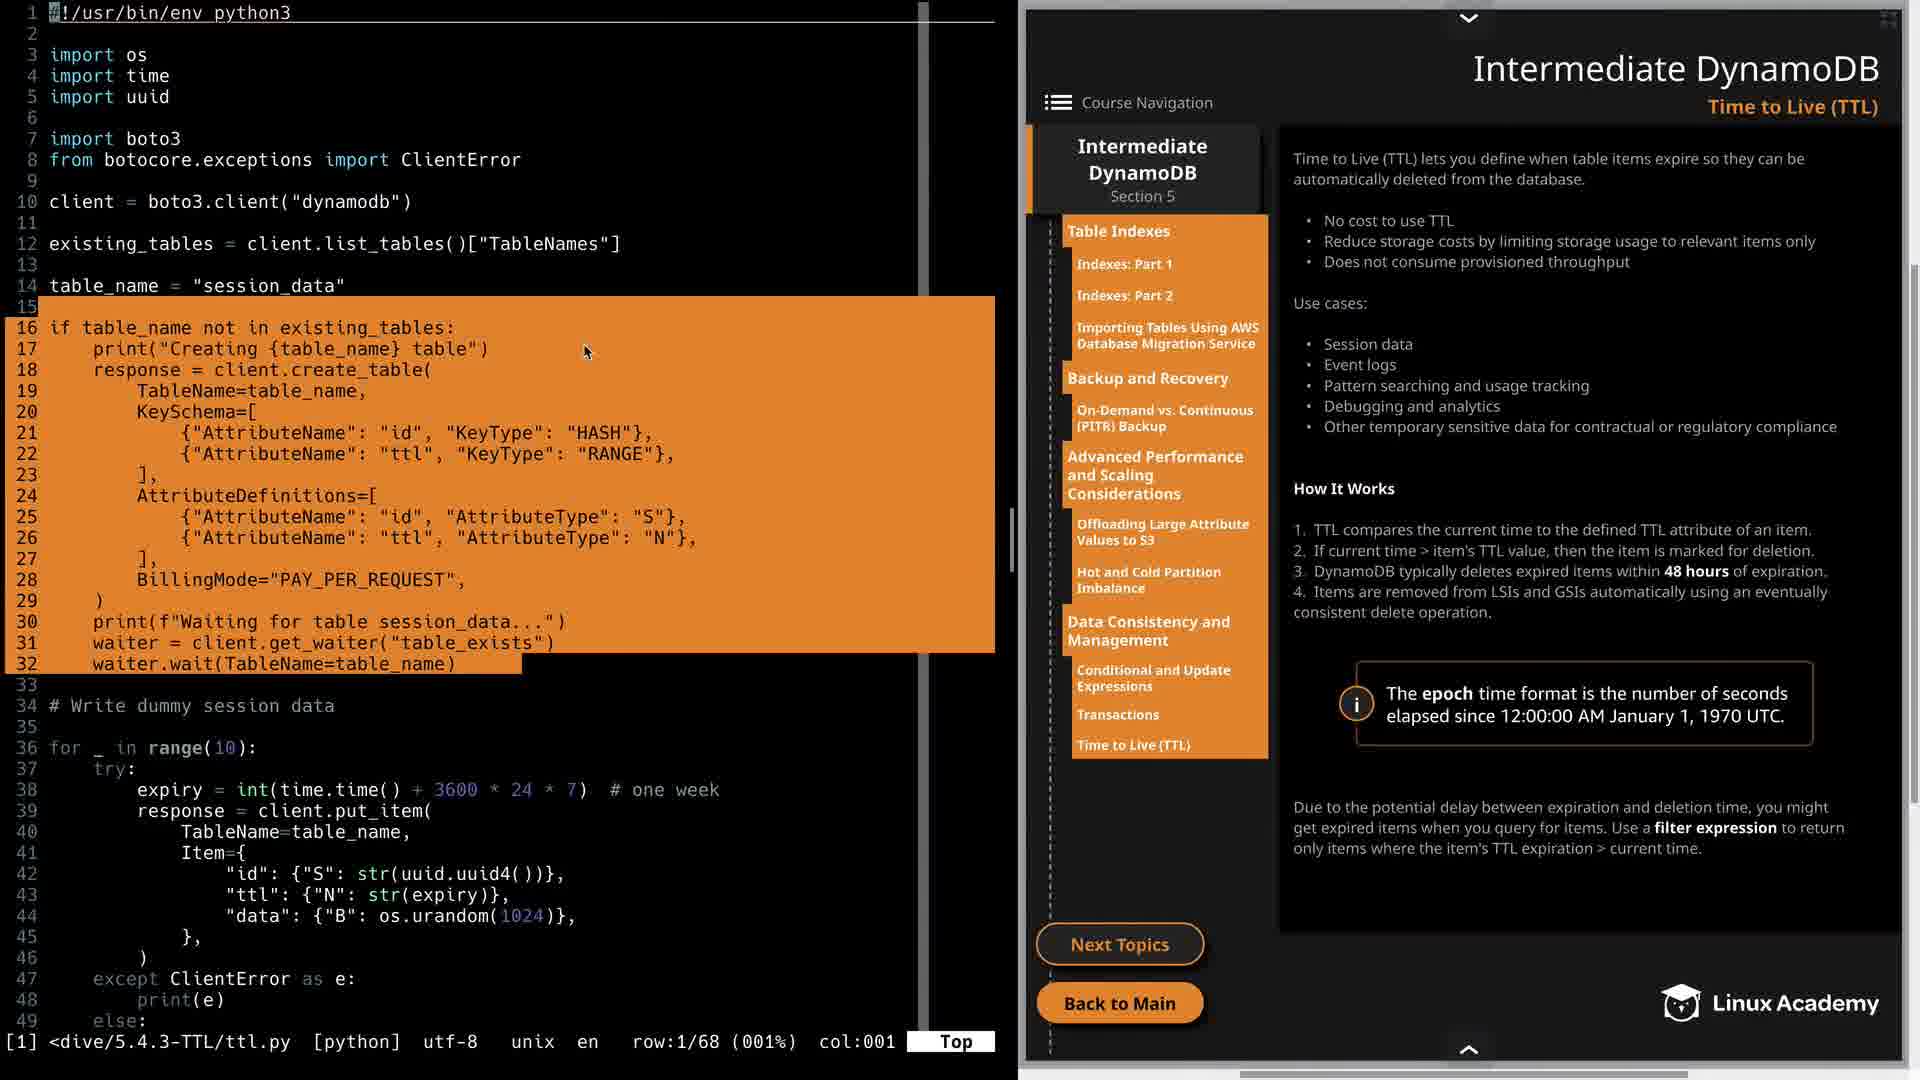 1 #!/usr/bin/env python3
2
3 import os
4 import time
5 import uuid
6
7 import boto3
8 from botocore.exceptions import ClientError
9
10 client = boto3.client("dynamodb")
11
12 existing_tables = client.list_tables()["TableNames"]
13
14 table_name = "session_data"
15
16 if table_name not in existing_tables:
17     print("Creating {table_name} table")
18     response = client.create_table(
19         TableName=table_name,
20         KeySchema=[
21             {"AttributeName": "id", "KeyType": "HASH"},
22             {"AttributeName": "ttl", "KeyType": "RANGE"},
23         ],
24         AttributeDefinitions=[
25             {"AttributeName": "id", "AttributeType": "S"},
26             {"AttributeName": "ttl", "AttributeType": "N"},
27         ],
28         BillingMode="PAY_PER_REQUEST",
29     )
30     print(f"Waiting for table session_data...")
31     waiter = client.get_waiter("table_exists")
32     waiter.wait(TableName=table_name)
33
34 # Write dummy session data
35
36 for _ in range(10):
37     try:
38         expiry = int(time.time() + 3600 * 24 * 7)  # one week
39         response = client.put_item(
40             TableName=table_name,
41             Item={
42                 "id": {"S": str(uuid.uuid4())},
43                 "ttl": {"N": str(expiry)},
44                 "data": {"B": os.urandom(1024)},
45             },
46         )
47     except ClientError as e:
48         print(e)
49     else:
[1] <dive/5.4.3-TTL/ttl.py [python] utf-8 unix en row:1/68 (001%) col:001 Top
Intermediate DynamoDB
Time to Live (TTL)
Course Navigation
Intermediate
DynamoDB
Section 5
Table Indexes
Indexes: Part 1
Indexes: Part 2
Importing Tables Using AWS
Database Migration Service
Backup and Recovery
On-Demand vs. Continuous
(PITR) Backup
Advanced Performance
and Scaling
Considerations
Offloading Large Attribute
Values to S3
Hot and Cold Partition
Imbalance
Data Consistency and
Management
Conditional and Update
Expressions
Transactions
Time to Live (TTL)
Next Topics
Back to Main
Time to Live (TTL) lets you define when table items expire so they can be
automatically deleted from the database.
• No cost to use TTL
• Reduce storage costs by limiting storage usage to relevant items only
• Does not consume provisioned throughput
Use cases:
• Session data
• Event logs
• Pattern searching and usage tracking
• Debugging and analytics
• Other temporary sensitive data for contractual or regulatory compliance
How It Works
1. TTL compares the current time to the defined TTL attribute of an item.
2. If current time > item's TTL value, then the item is marked for deletion.
3. DynamoDB typically deletes expired items within 48 hours of expiration.
4. Items are removed from LSIs and GSIs automatically using an eventually
consistent delete operation.
i
The epoch time format is the number of seconds
elapsed since 12:00:00 AM January 1, 1970 UTC.
Due to the potential delay between expiration and deletion time, you might
get expired items when you query for items. Use a filter expression to return
only items where the item's TTL expiration > current time.
Linux Academy